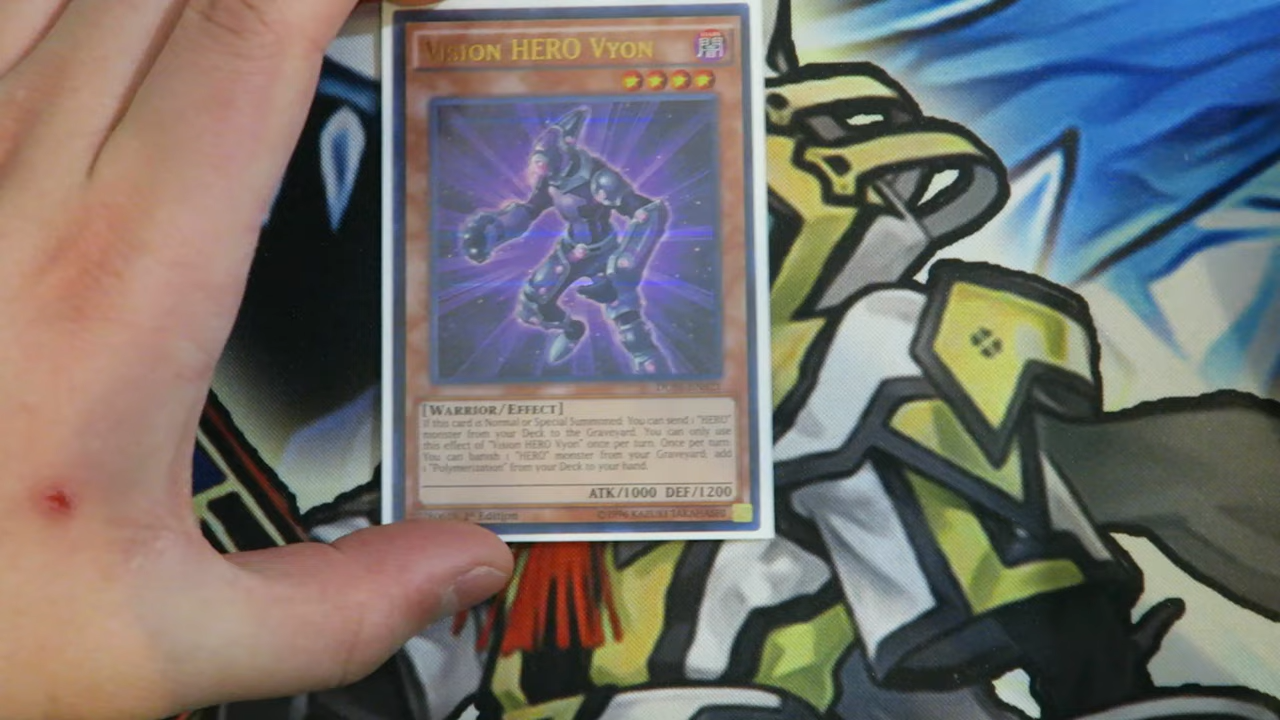 Vision HERO Vyon
闇
[Warrior/Effect]
If this card is Normal or Special Summoned: You can send 1 "HERO"
monster from your Deck to the Graveyard. You can only use
this effect of "Vision HERO Vyon" once per turn. Once per turn:
You can banish 1 "HERO" monster from your Graveyard; add
1 "Polymerization" from your Deck to your hand.
ATK/1000 DEF/1200
1st Edition
©1996 KAZUKI TAKAHASHI